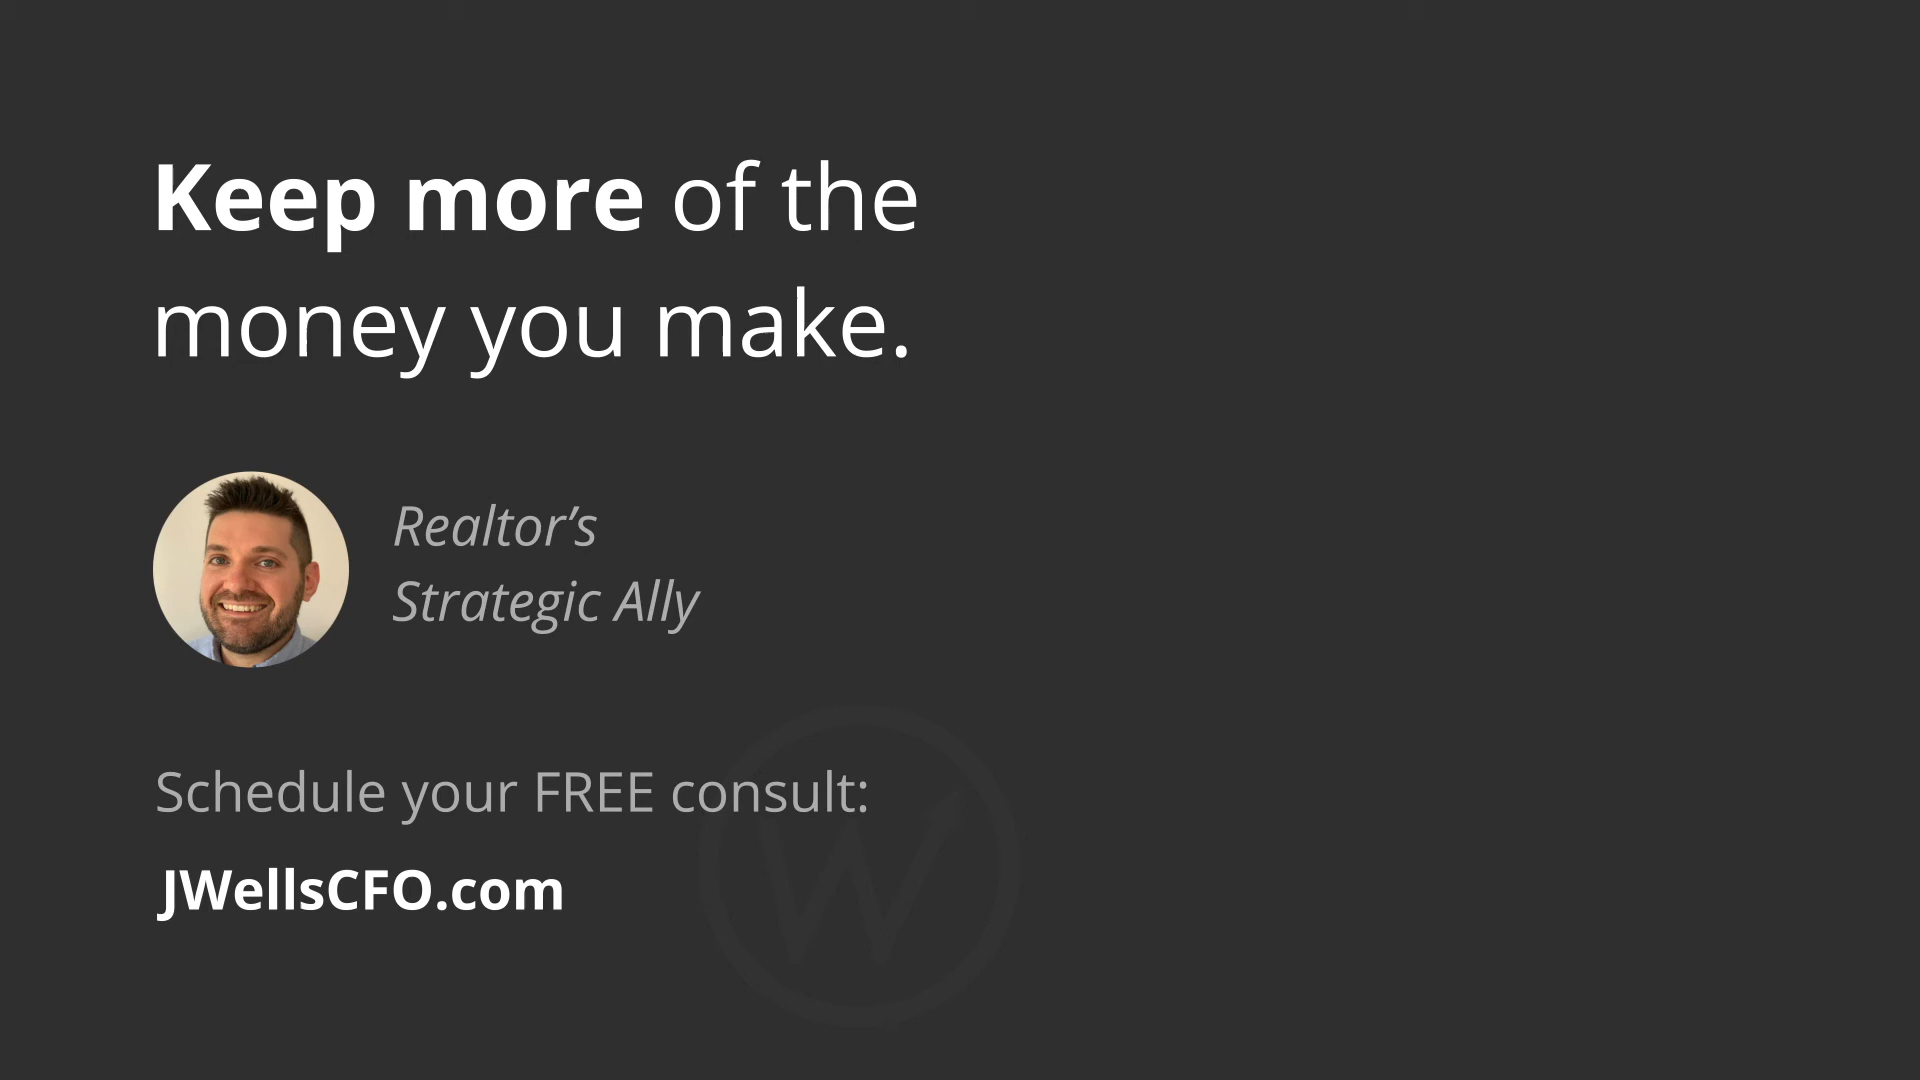 Keep more of the
money you make.
Realtor’s
Strategic Ally
Schedule your FREE consult:
JWellsCFO.com
W